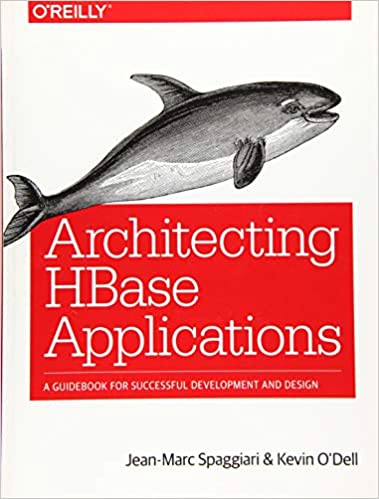 O'REILLY®
Architecting
HBase
Applications
A GUIDEBOOK FOR SUCCESSFUL DEVELOPMENT AND DESIGN
Jean-Marc Spaggiari & Kevin O'Dell